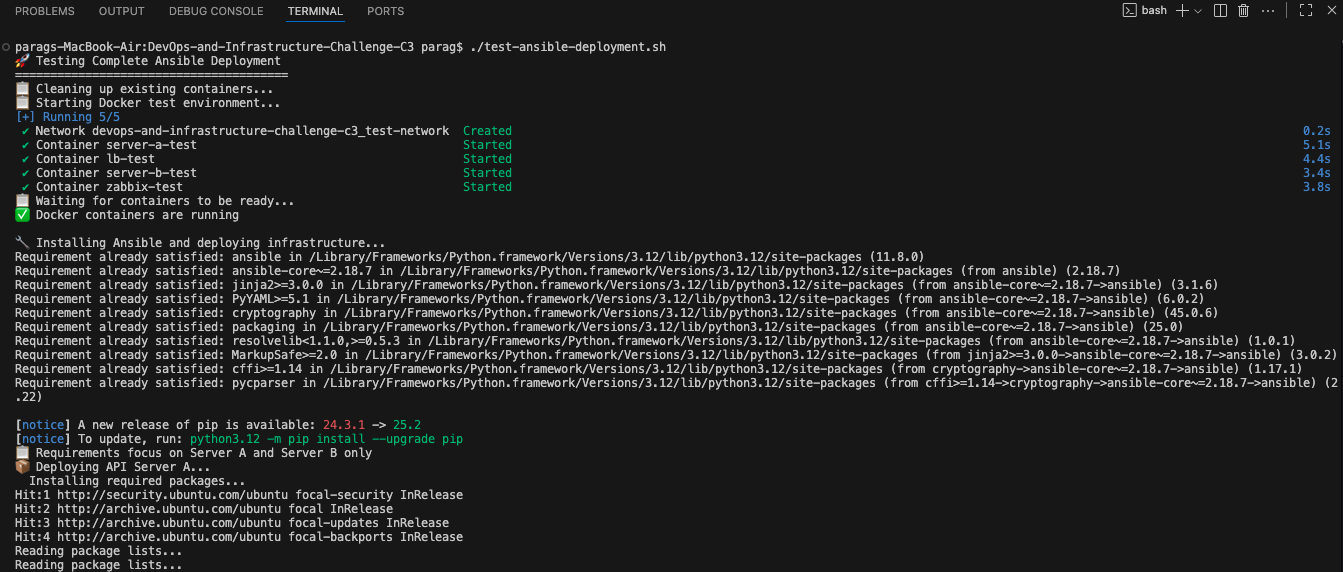 PROBLEMS OUTPUT DEBUG CONSOLE TERMINAL PORTS bash
parags-MacBook-Air:DevOps-and-Infrastructure-Challenge-C3 parag$ ./test-ansible-deployment.sh
🚀 Testing Complete Ansible Deployment
=======================================
📋 Cleaning up existing containers...
📋 Starting Docker test environment...
[+] Running 5/5
✔ Network devops-and-infrastructure-challenge-c3_test-network Created 0.2s
✔ Container server-a-test Started 5.1s
✔ Container lb-test Started 4.4s
✔ Container server-b-test Started 3.4s
✔ Container zabbix-test Started 3.8s
📋 Waiting for containers to be ready...
✅ Docker containers are running
🔧 Installing Ansible and deploying infrastructure...
Requirement already satisfied: ansible in /Library/Frameworks/Python.framework/Versions/3.12/lib/python3.12/site-packages (11.8.0)
Requirement already satisfied: ansible-core~=2.18.7 in /Library/Frameworks/Python.framework/Versions/3.12/lib/python3.12/site-packages (from ansible) (2.18.7)
Requirement already satisfied: jinja2>=3.0.0 in /Library/Frameworks/Python.framework/Versions/3.12/lib/python3.12/site-packages (from ansible-core~=2.18.7->ansible) (3.1.6)
Requirement already satisfied: PyYAML>=5.1 in /Library/Frameworks/Python.framework/Versions/3.12/lib/python3.12/site-packages (from ansible-core~=2.18.7->ansible) (6.0.2)
Requirement already satisfied: cryptography in /Library/Frameworks/Python.framework/Versions/3.12/lib/python3.12/site-packages (from ansible-core~=2.18.7->ansible) (45.0.6)
Requirement already satisfied: packaging in /Library/Frameworks/Python.framework/Versions/3.12/lib/python3.12/site-packages (from ansible-core~=2.18.7->ansible) (25.0)
Requirement already satisfied: resolvelib<1.1.0,>=0.5.3 in /Library/Frameworks/Python.framework/Versions/3.12/lib/python3.12/site-packages (from ansible-core~=2.18.7->ansible) (1.0.1)
Requirement already satisfied: MarkupSafe>=2.0 in /Library/Frameworks/Python.framework/Versions/3.12/lib/python3.12/site-packages (from jinja2>=3.0.0->ansible-core~=2.18.7->ansible) (3.0.2)
Requirement already satisfied: cffi>=1.14 in /Library/Frameworks/Python.framework/Versions/3.12/lib/python3.12/site-packages (from cryptography->ansible-core~=2.18.7->ansible) (1.17.1)
Requirement already satisfied: pycparser in /Library/Frameworks/Python.framework/Versions/3.12/lib/python3.12/site-packages (from cffi>=1.14->cryptography->ansible-core~=2.18.7->ansible) (2
.22)
[notice] A new release of pip is available: 24.3.1 -> 25.2
[notice] To update, run: python3.12 -m pip install --upgrade pip
📋 Requirements focus on Server A and Server B only
📦 Deploying API Server A...
Installing required packages...
Hit:1 http://security.ubuntu.com/ubuntu focal-security InRelease
Hit:2 http://archive.ubuntu.com/ubuntu focal InRelease
Hit:3 http://archive.ubuntu.com/ubuntu focal-updates InRelease
Hit:4 http://archive.ubuntu.com/ubuntu focal-backports InRelease
Reading package lists...
Reading package lists...